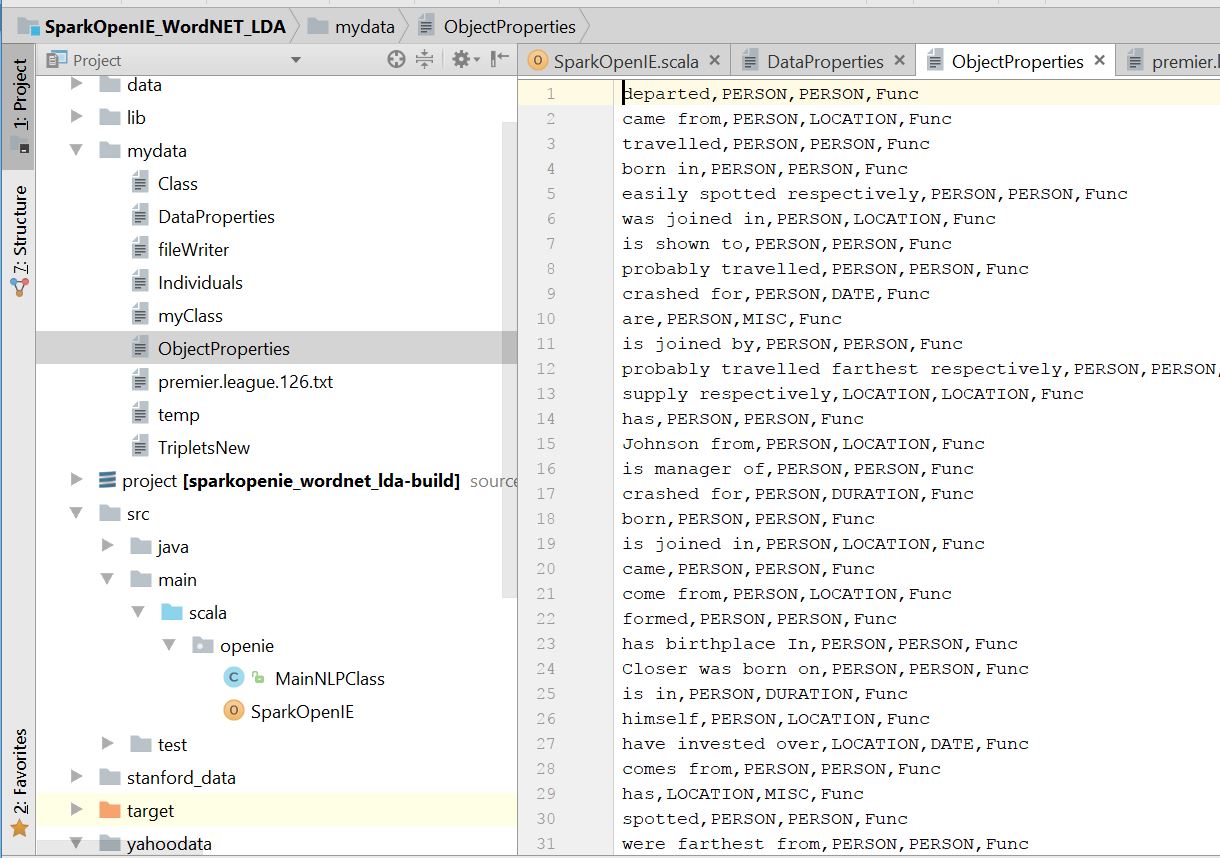 SparkOpenIE_WordNET_LDA mydata ObjectProperties
Project
SparkOpenIE.scala DataProperties ObjectProperties premier.l
1: Project
7: Structure
2: Favorites
data
lib
mydata
Class
DataProperties
fileWriter
Individuals
myClass
ObjectProperties
premier.league.126.txt
temp
TripletsNew
project [sparkopenie_wordnet_lda-build] source
src
java
main
scala
openie
C MainNLPClass
O SparkOpenIE
test
stanford_data
target
yahoodata
1 departed,PERSON,PERSON,Func
2 came from,PERSON,LOCATION,Func
3 travelled,PERSON,PERSON,Func
4 born in,PERSON,PERSON,Func
5 easily spotted respectively,PERSON,PERSON,Func
6 was joined in,PERSON,LOCATION,Func
7 is shown to,PERSON,PERSON,Func
8 probably travelled,PERSON,PERSON,Func
9 crashed for,PERSON,DATE,Func
10 are,PERSON,MISC,Func
11 is joined by,PERSON,PERSON,Func
12 probably travelled farthest respectively,PERSON,PERSON,
13 supply respectively,LOCATION,LOCATION,Func
14 has,PERSON,PERSON,Func
15 Johnson from,PERSON,LOCATION,Func
16 is manager of,PERSON,PERSON,Func
17 crashed for,PERSON,DURATION,Func
18 born,PERSON,PERSON,Func
19 is joined in,PERSON,LOCATION,Func
20 came,PERSON,PERSON,Func
21 come from,PERSON,LOCATION,Func
22 formed,PERSON,PERSON,Func
23 has birthplace In,PERSON,PERSON,Func
24 Closer was born on,PERSON,PERSON,Func
25 is in,PERSON,DURATION,Func
26 himself,PERSON,LOCATION,Func
27 have invested over,LOCATION,DATE,Func
28 comes from,PERSON,PERSON,Func
29 has,LOCATION,MISC,Func
30 spotted,PERSON,PERSON,Func
31 were farthest from,PERSON,PERSON,Func